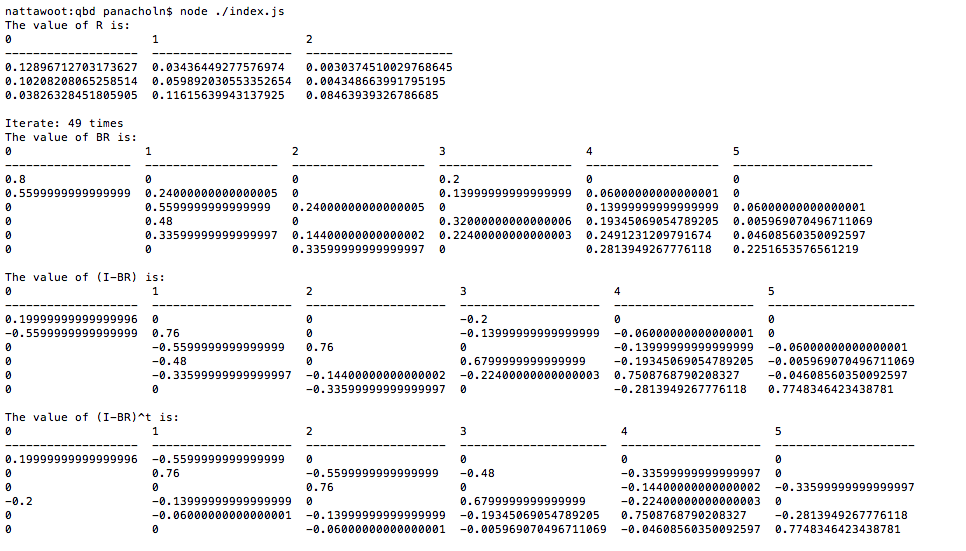 nattawoot:qbd panacholn$ node ./index.js
The value of R is:
0 1 2
------------------- -------------------- ---------------------
0.12896712703173627 0.03436449277576974 0.0030374510029768645
0.10208208065258514 0.059892030553352654 0.004348663991795195
0.03826328451805905 0.11615639943137925 0.08463939326786685
Iterate: 49 times
The value of BR is:
0 1 2 3 4 5
------------------ ------------------- ------------------- ------------------- ------------------- --------------------
0.8 0 0 0.2 0 0
0.5599999999999999 0.24000000000000005 0 0.13999999999999999 0.06000000000000001 0
0 0.5599999999999999 0.24000000000000005 0 0.13999999999999999 0.06000000000000001
0 0.48 0 0.32000000000000006 0.19345069054789205 0.005969070496711069
0 0.33599999999999997 0.14400000000000002 0.22400000000000003 0.2491231209791674 0.04608560350092597
0 0 0.33599999999999997 0 0.2813949267776118 0.2251653576561219
The value of (I-BR) is:
0 1 2 3 4 5
------------------- -------------------- -------------------- -------------------- -------------------- ---------------------
0.19999999999999996 0 0 -0.2 0 0
-0.5599999999999999 0.76 0 -0.13999999999999999 -0.06000000000000001 0
0 -0.5599999999999999 0.76 0 -0.13999999999999999 -0.06000000000000001
0 -0.48 0 0.6799999999999999 -0.19345069054789205 -0.005969070496711069
0 -0.33599999999999997 -0.14400000000000002 -0.22400000000000003 0.7508768790208327 -0.04608560350092597
0 0 -0.33599999999999997 0 -0.2813949267776118 0.7748346423438781
The value of (I-BR)^t is:
0 1 2 3 4 5
------------------- -------------------- -------------------- --------------------- -------------------- --------------------
0.19999999999999996 -0.5599999999999999 0 0 0 0
0 0.76 -0.5599999999999999 -0.48 -0.33599999999999997 0
0 0 0.76 0 -0.14400000000000002 -0.33599999999999997
-0.2 -0.13999999999999999 0 0.6799999999999999 -0.22400000000000003 0
0 -0.06000000000000001 -0.13999999999999999 -0.19345069054789205 0.7508768790208327 -0.2813949267776118
0 0 -0.06000000000000001 -0.005969070496711069 -0.04608560350092597 0.7748346423438781